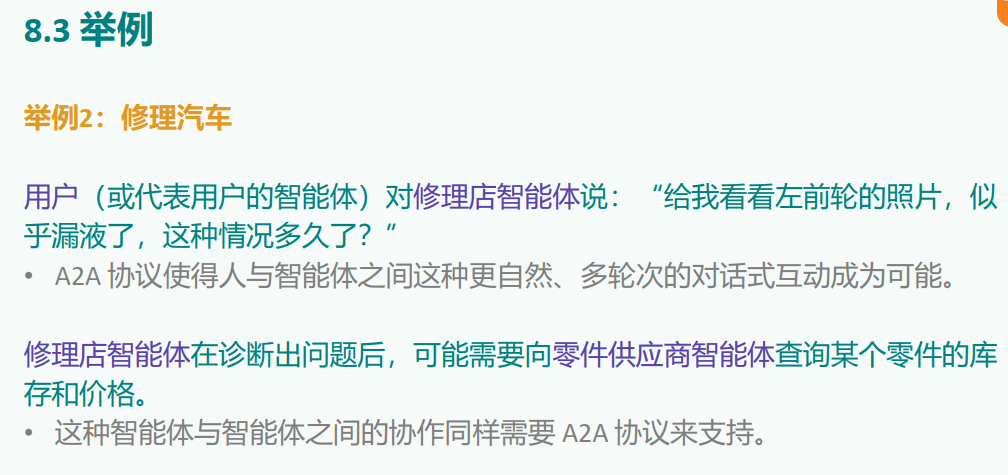 8.3 举例
举例2：修理汽车
用户（或代表用户的智能体）对修理店智能体说：“给我看看左前轮的照片，似
乎漏液了，这种情况多久了？”
• A2A 协议使得人与智能体之间这种更自然、多轮次的对话式互动成为可能。
修理店智能体在诊断出问题后，可能需要向零件供应商智能体查询某个零件的库
存和价格。
• 这种智能体与智能体之间的协作同样需要 A2A 协议来支持。